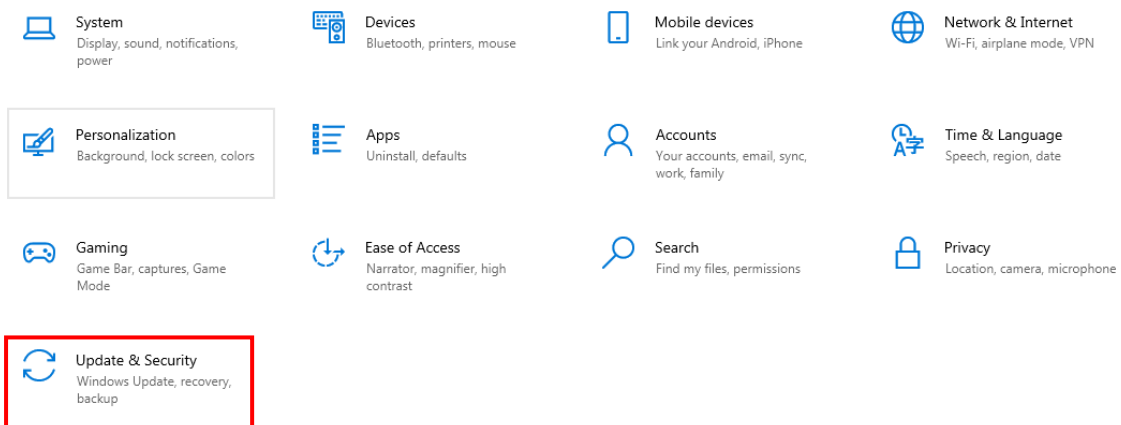 System
Display, sound, notifications,
power
Devices
Bluetooth, printers, mouse
Mobile devices
Link your Android, iPhone
Network & Internet
Wi-Fi, airplane mode, VPN
Personalization
Background, lock screen, colors
Apps
Uninstall, defaults
Accounts
Your accounts, email, sync,
work, family
Time & Language
Speech, region, date
Gaming
Game Bar, captures, Game
Mode
Ease of Access
Narrator, magnifier, high
contrast
Search
Find my files, permissions
Privacy
Location, camera, microphone
Update & Security
Windows Update, recovery,
backup